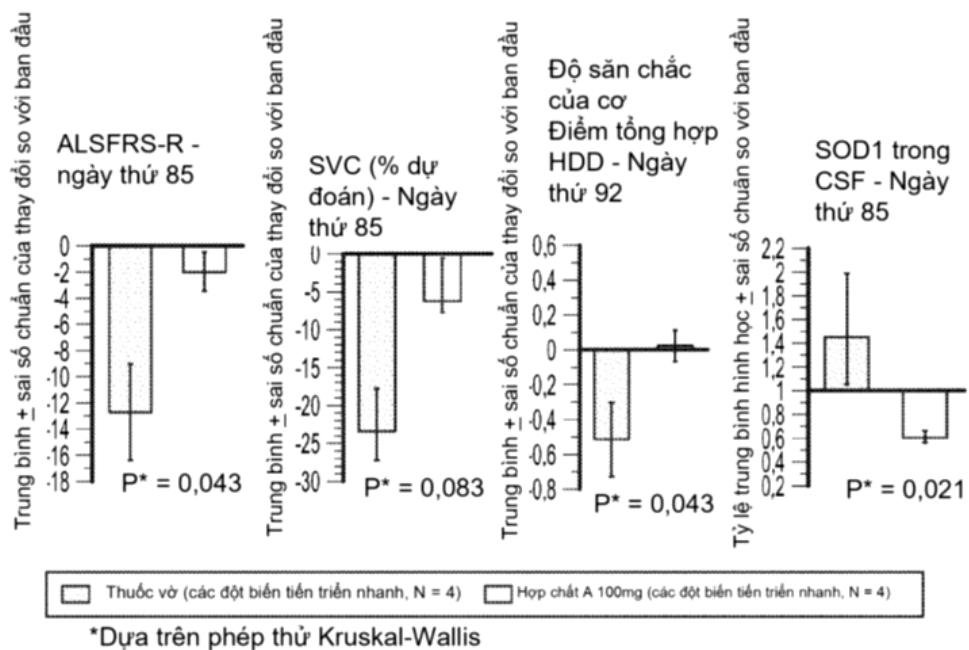 Trung bình ± sai số chuẩn của thay đổi so với ban đầu
ALSFRS-R -
ngày thứ 85
0
-2
-4
-6
-8
-10
-12
-14
-16
-18
P* = 0,043
Trung bình ± sai số chuẩn của thay đổi so với ban đầu
SVC (% dự
đoán) - Ngày
thứ 85
0
-5
-10
-15
-20
-25
-30
P* = 0,083
Trung bình ± sai số chuẩn của thay đổi so với ban đầu
Độ săn chắc
của cơ
Điểm tổng hợp
HDD - Ngày
thứ 92
0,6
0,4
0,2
0
-0,2
-0,4
-0,6
-0,8
P* = 0,043
Tỷ lệ trung bình hình học ± sai số chuẩn so với ban đầu
SOD1 trong
CSF - Ngày
thứ 85
2,2
2
1,8
1,6
1,4
1,2
1
0,8
0,6
0,4
0,2
P* = 0,021
Thuốc vờ (các đột biến tiến triển nhanh, N = 4)
Hợp chất A 100mg (các đột biến tiến triển nhanh, N = 4)
*Dựa trên phép thử Kruskal-Wallis